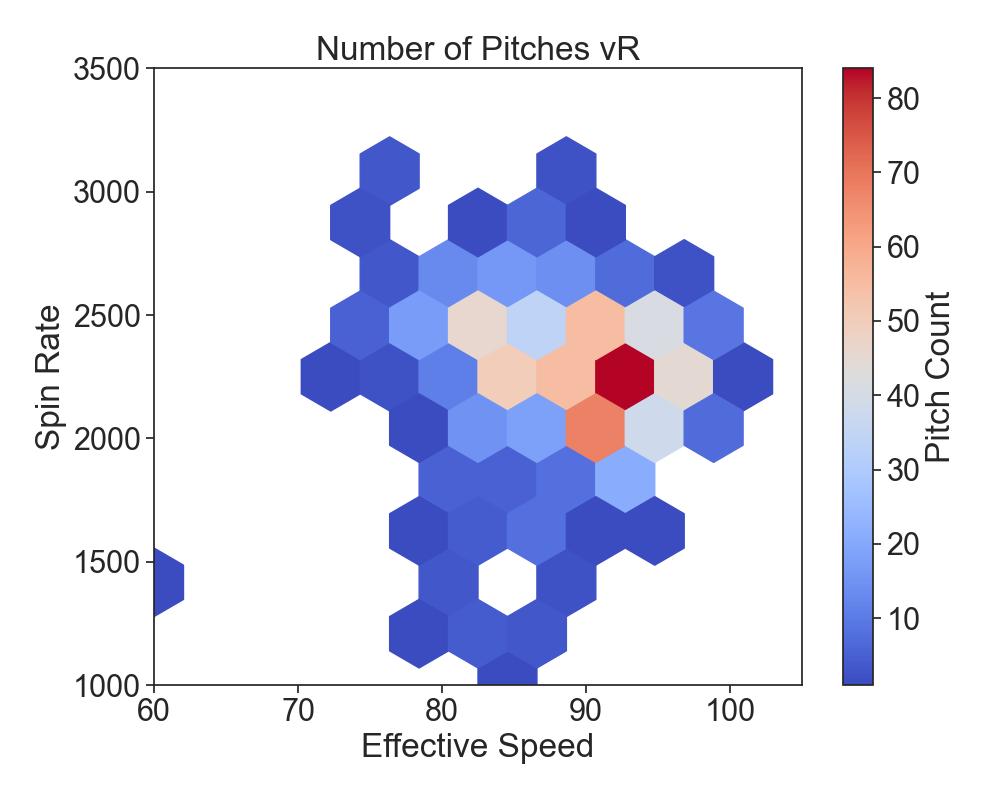 Number of Pitches vR
3500
3000
2500
2000
1500
1000
Spin Rate
60 70 80 90 100
Effective Speed
80
70
60
50
40
30
20
10
Pitch Count